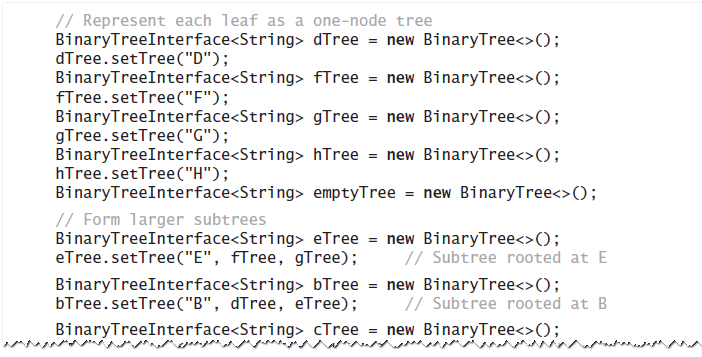 // Represent each leaf as a one-node tree
BinaryTreeInterface<String> dTree = new BinaryTree<>();
dTree.setTree("D");
BinaryTreeInterface<String> fTree = new BinaryTree<>();
fTree.setTree("F");
BinaryTreeInterface<String> gTree = new BinaryTree<>();
gTree.setTree("G");
BinaryTreeInterface<String> hTree = new BinaryTree<>();
hTree.setTree("H");
BinaryTreeInterface<String> emptyTree = new BinaryTree<>();
// Form larger subtrees
BinaryTreeInterface<String> eTree = new BinaryTree<>();
eTree.setTree("E", fTree, gTree);     // Subtree rooted at E
BinaryTreeInterface<String> bTree = new BinaryTree<>();
bTree.setTree("B", dTree, eTree);     // Subtree rooted at B
BinaryTreeInterface<String> cTree = new BinaryTree<>();